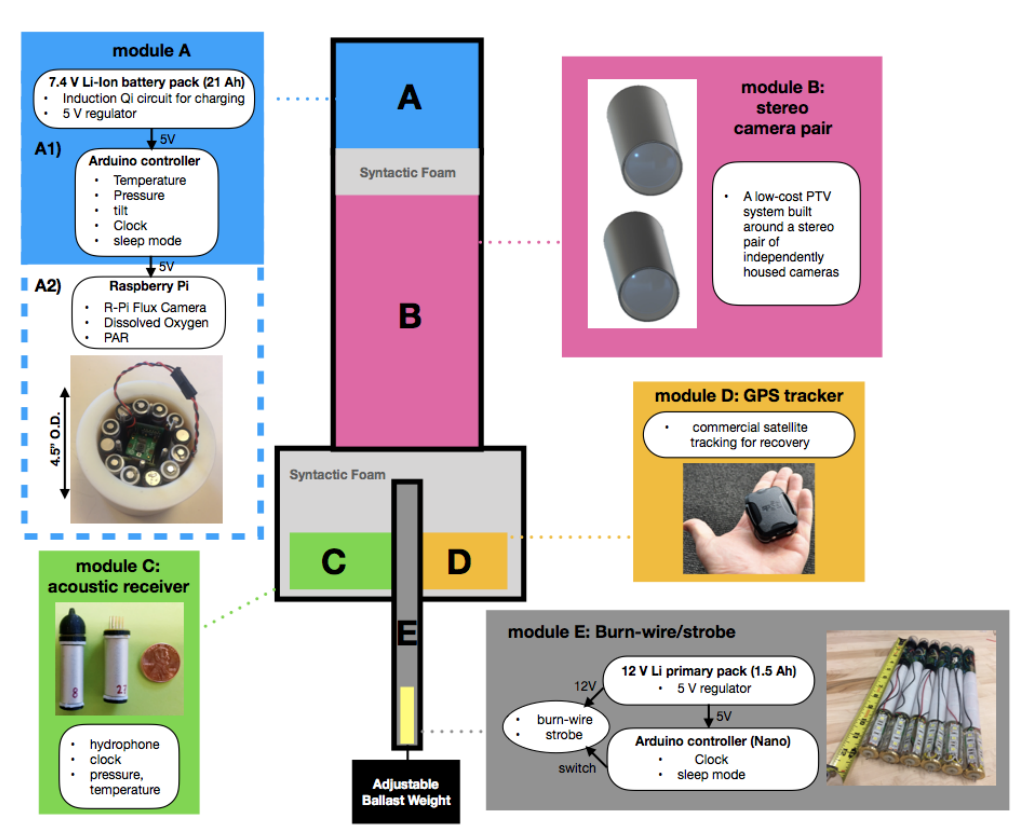 module A
7.4 V Li-Ion battery pack (21 Ah)
• Induction Qi circuit for charging
• 5 V regulator
5V
A1)
Arduino controller
• Temperature
• Pressure
• tilt
• Clock
• sleep mode
5V
A2)
Raspberry Pi
• R-Pi Flux Camera
• Dissolved Oxygen
• PAR
4.5" O.D.
A
Syntactic Foam
B
Syntactic Foam
C
D
E
Adjustable
Ballast Weight
module B:
stereo
camera pair
• A low-cost PTV
system built
around a stereo
pair of
independently
housed cameras
module D: GPS tracker
• commercial satellite
tracking for recovery
module C:
acoustic receiver
8
• hydrophone
• clock
• pressure,
temperature
module E: Burn-wire/strobe
12 V Li primary pack (1.5 Ah)
• 5 V regulator
12V
5V
• burn-wire
• strobe
Arduino controller (Nano)
• Clock
• sleep mode
switch